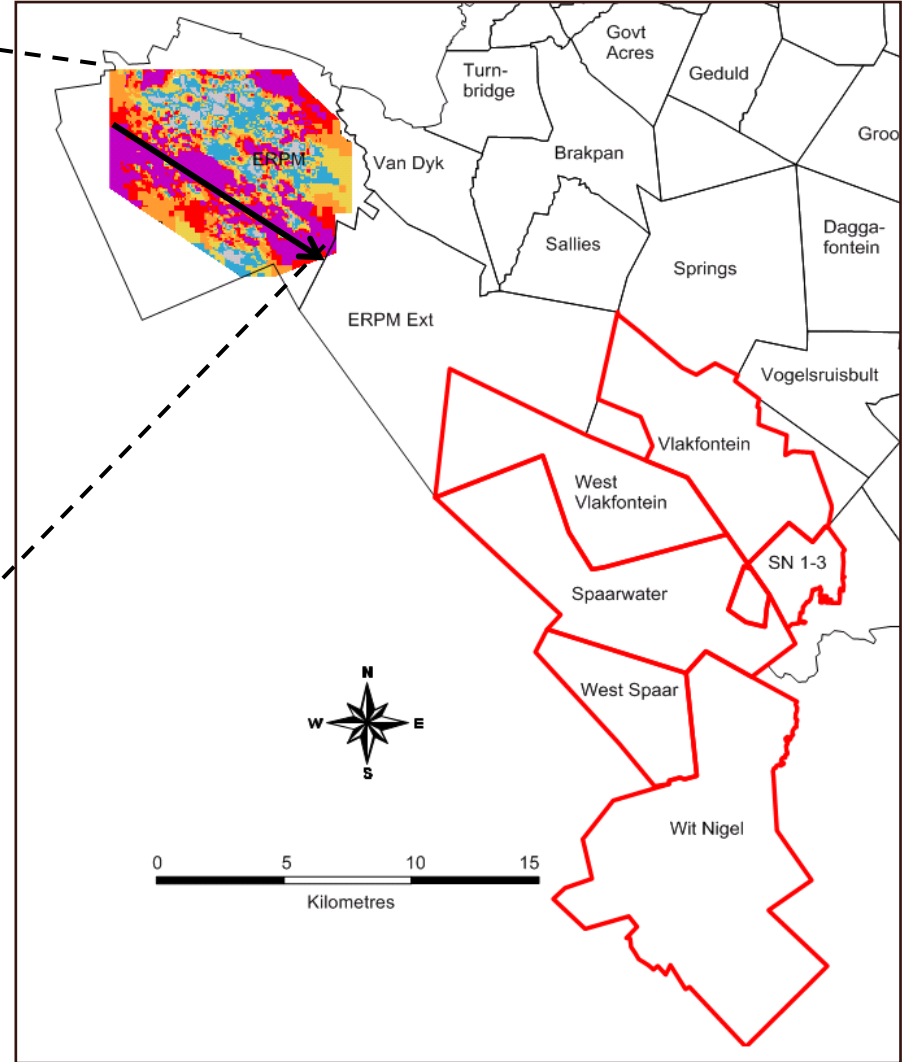 Govt
Acres
Turn-
bridge
Geduld
Groo
ERPM
Van Dyk
Brakpan
Dagga-
fontein
Sallies
Springs
ERPM Ext
Vogelsruisbult
Vlakfontein
West
Vlakfontein
SN 1-3
Spaarwater
N
W
E
S
West Spaar
Wit Nigel
0 5 10 15
Kilometres